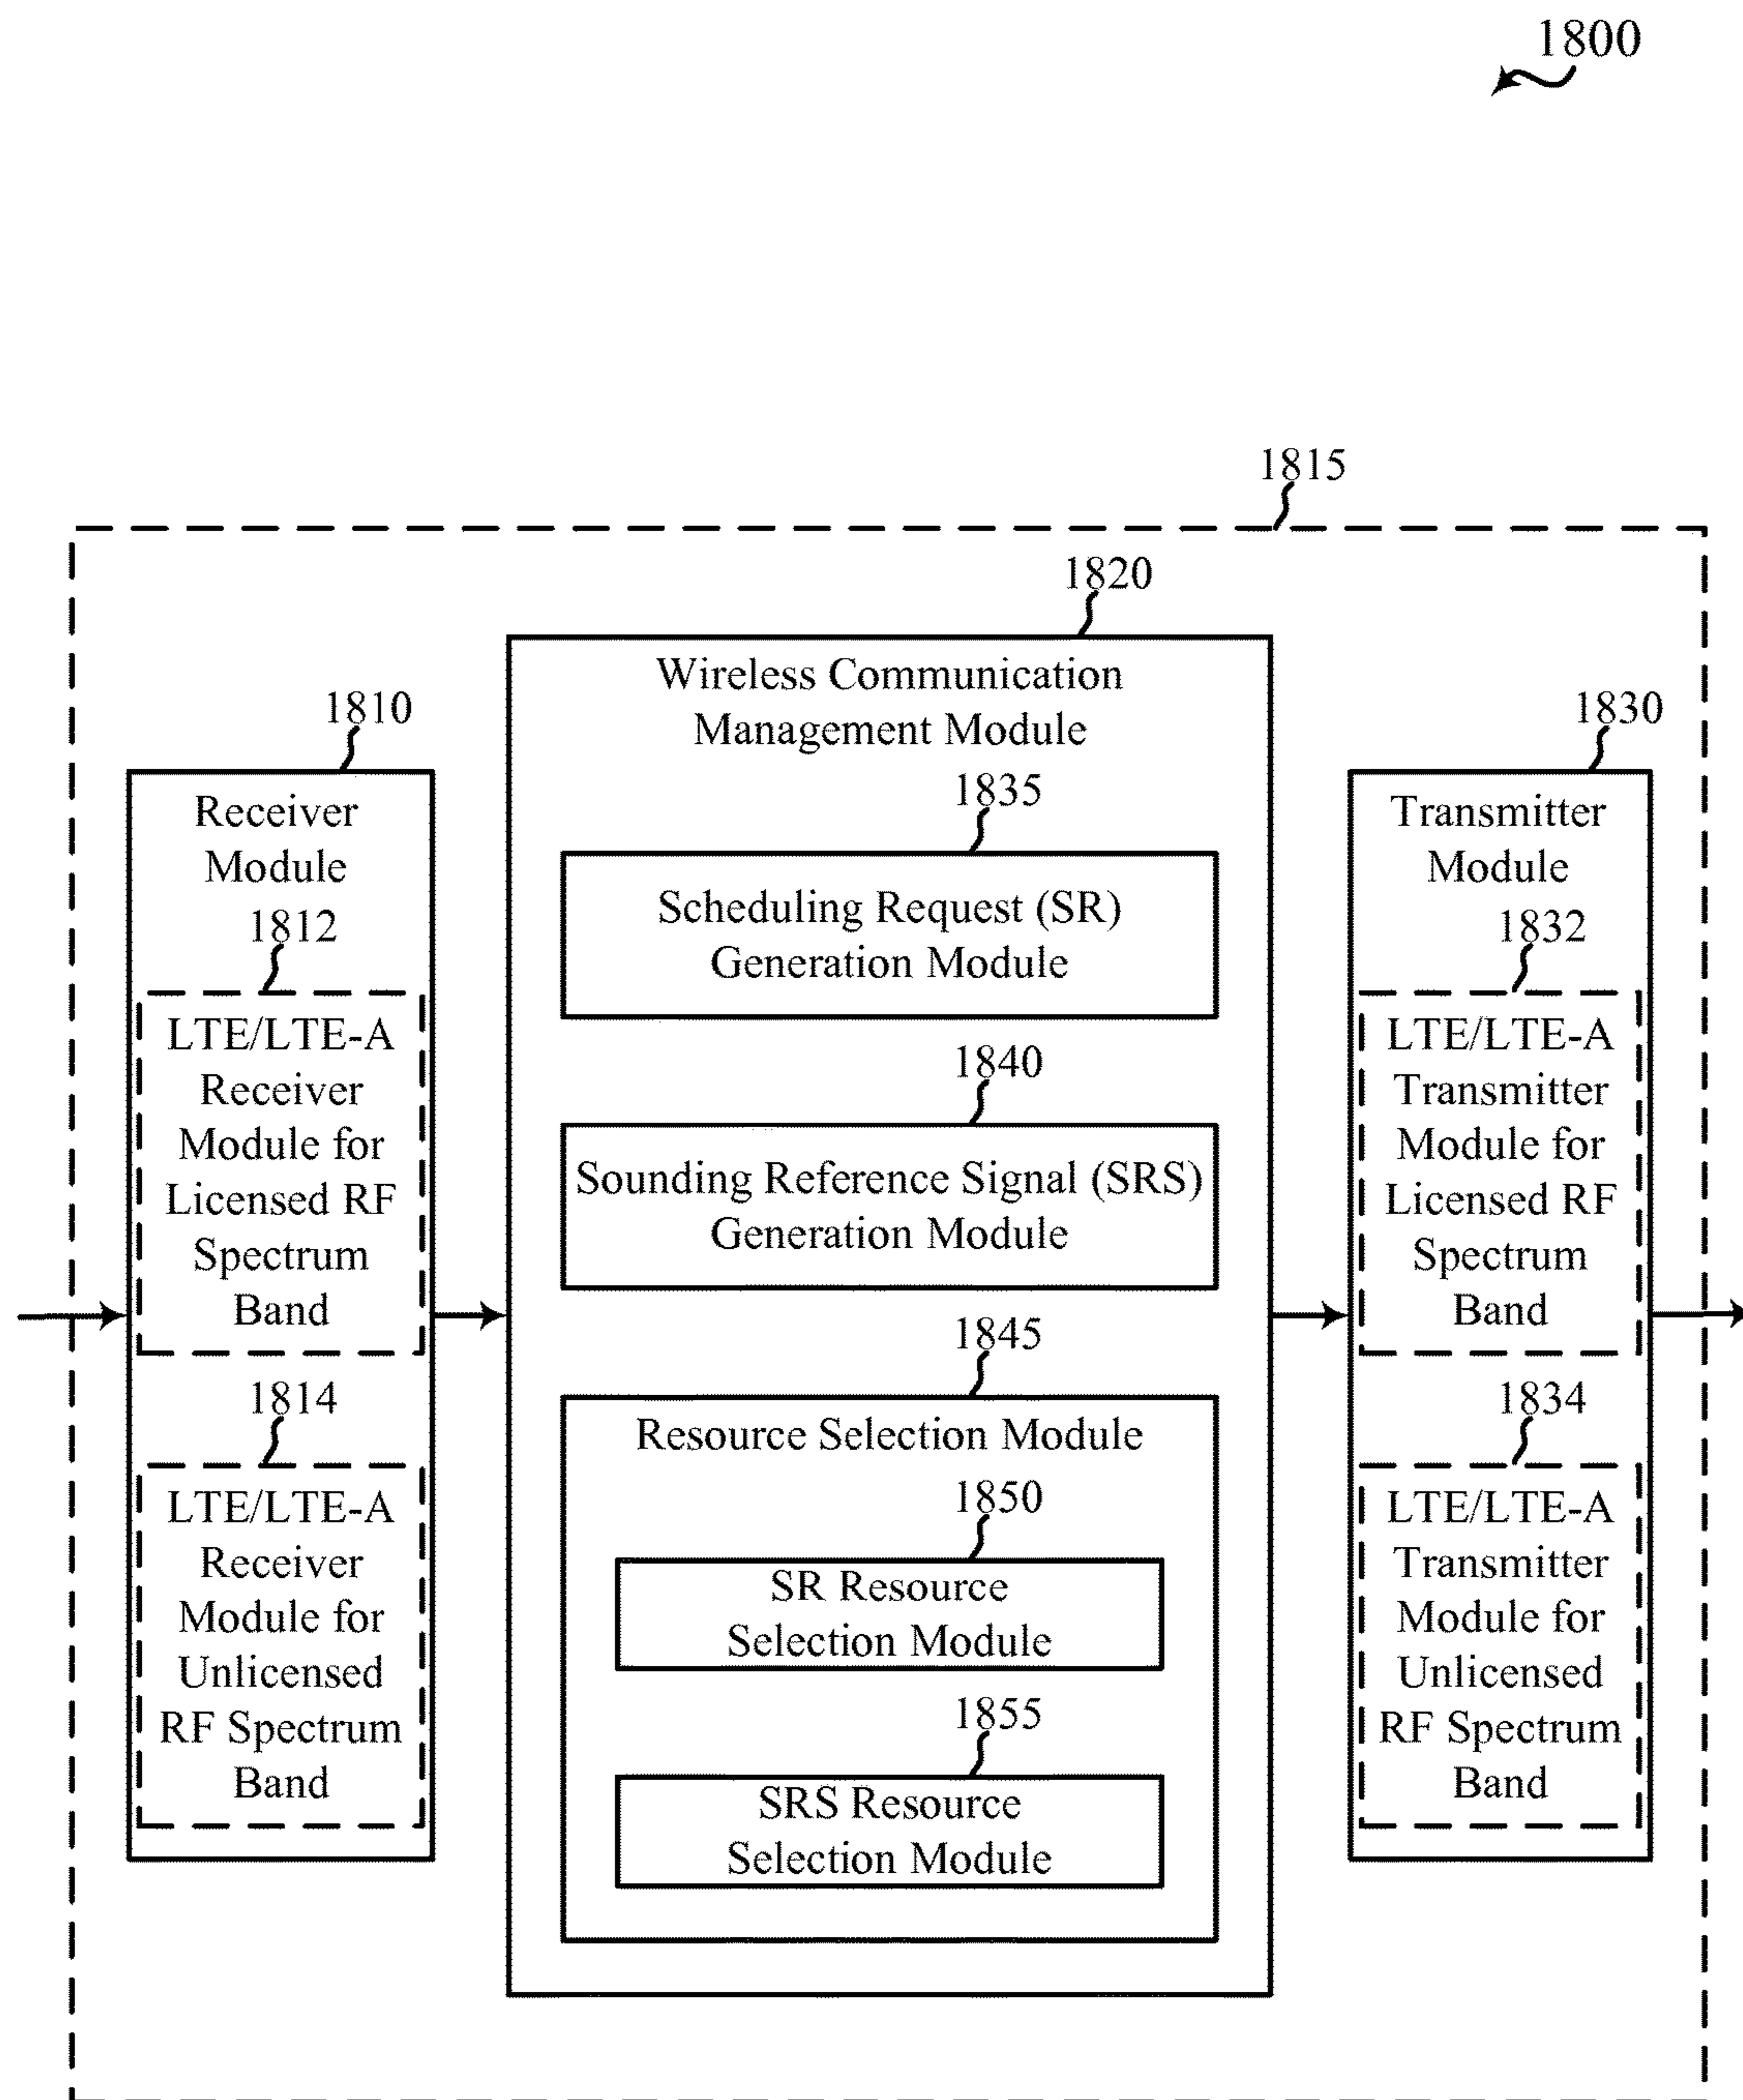 1800
1815
1820
Wireless Communication
Management Module
1810
Receiver
Module
1812
LTE/LTE-A
Receiver
Module for
Licensed RF
Spectrum
Band
1814
LTE/LTE-A
Receiver
Module for
Unlicensed
RF Spectrum
Band
1835
Scheduling Request (SR)
Generation Module
1840
Sounding Reference Signal (SRS)
Generation Module
1845
Resource Selection Module
1850
SR Resource
Selection Module
1855
SRS Resource
Selection Module
1830
Transmitter
Module
1832
LTE/LTE-A
Transmitter
Module for
Licensed RF
Spectrum
Band
1834
LTE/LTE-A
Transmitter
Module for
Unlicensed
RF Spectrum
Band